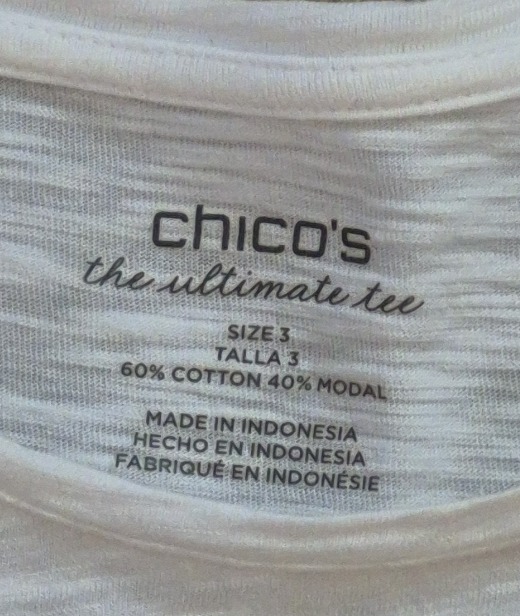 chico's
the ultimate tee
SIZE 3
TALLA 3
60% COTTON 40% MODAL
MADE IN INDONESIA
HECHO EN INDONESIA
FABRIQUÉ EN INDONÉSIE